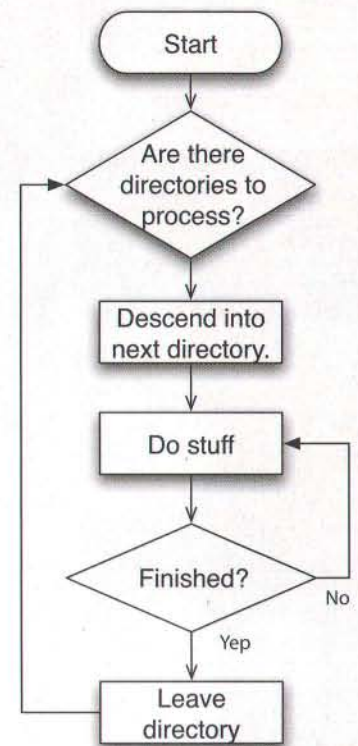 Start
Are there
directories to
process?
Descend into
next directory.
Do stuff
Finished?
No
Yep
Leave
directory